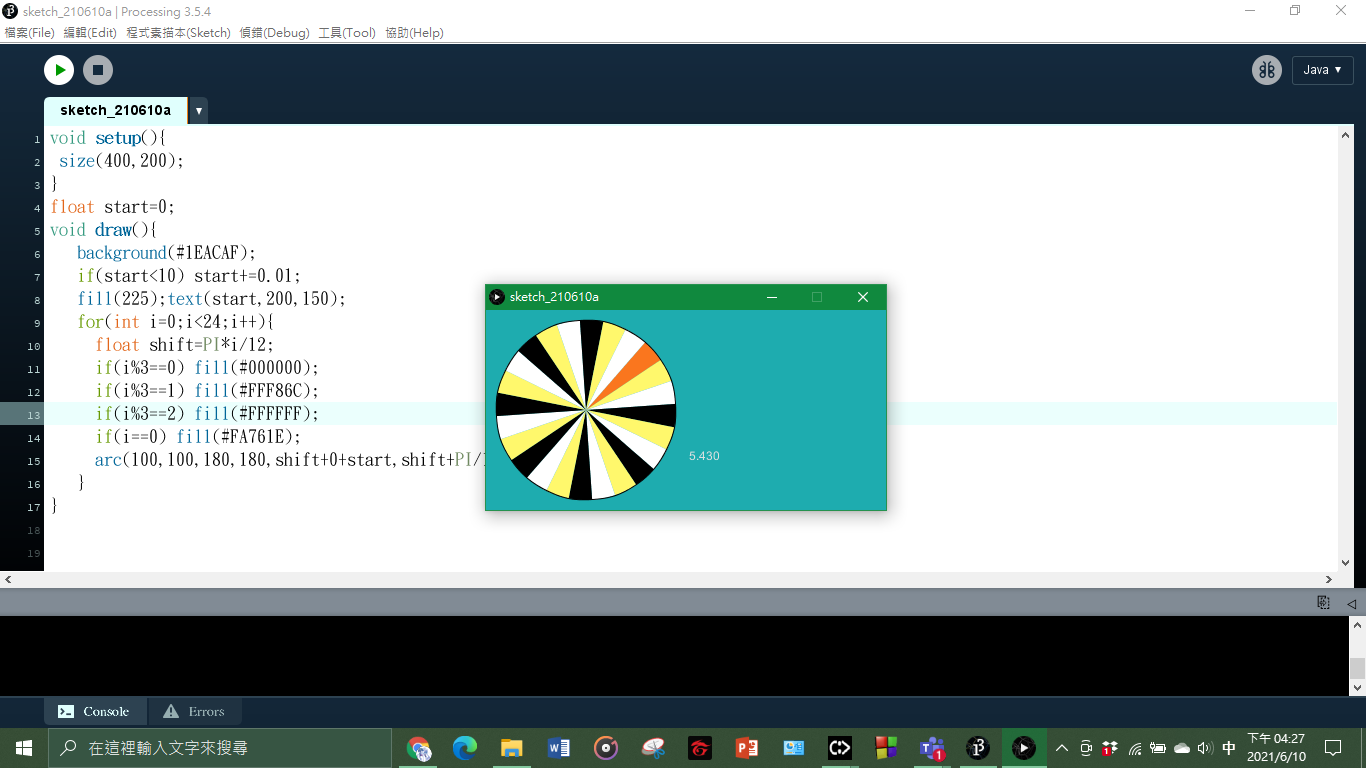 sketch_210610a | Processing 3.5.4
檔案(File) 編輯(Edit) 程式素描本(Sketch) 偵錯(Debug) 工具(Tool) 協助(Help)
Java ▼
sketch_210610a ▼
1 void setup(){
2 size(400,200);
3 }
4 float start=0;
5 void draw(){
6 background(#1EACAF);
7 if(start<10) start+=0.01;
8 fill(225);text(start,200,150);
9 for(int i=0;i<24;i++){
10 float shift=PI*i/12;
11 if(i%3==0) fill(#000000);
12 if(i%3==1) fill(#FFF86C);
13 if(i%3==2) fill(#FFFFFF);
14 if(i==0) fill(#FA761E);
15 arc(100,100,180,180,shift+0+start,shift+PI/
16 }
17 }
18
19
sketch_210610a
5.430
Console Errors
在這裡輸入文字來搜尋
中
下午 04:27
2021/6/10